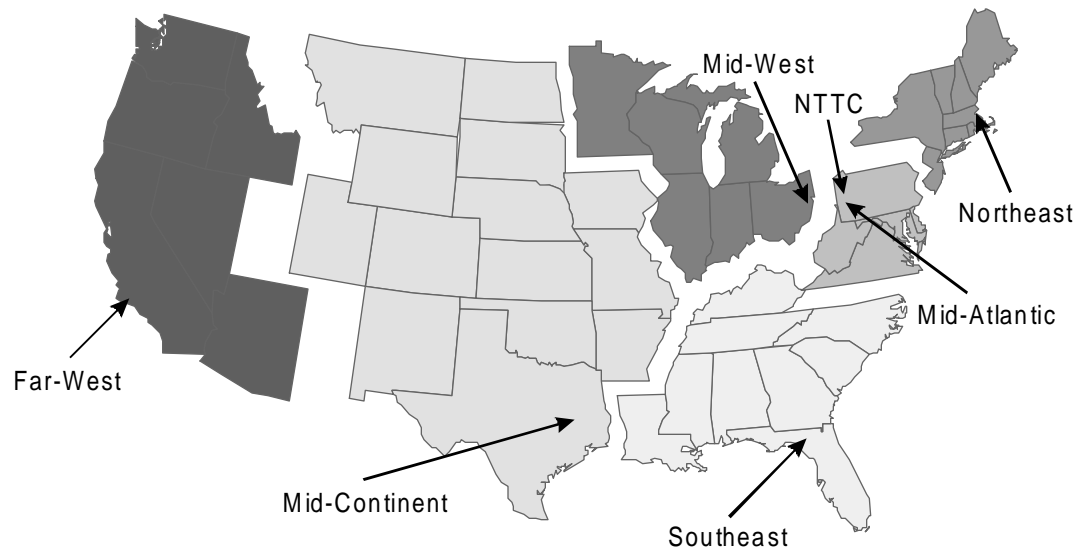 Mid-West
NTTC
Northeast
Mid-Atlantic
Far-West
Mid-Continent
Southeast